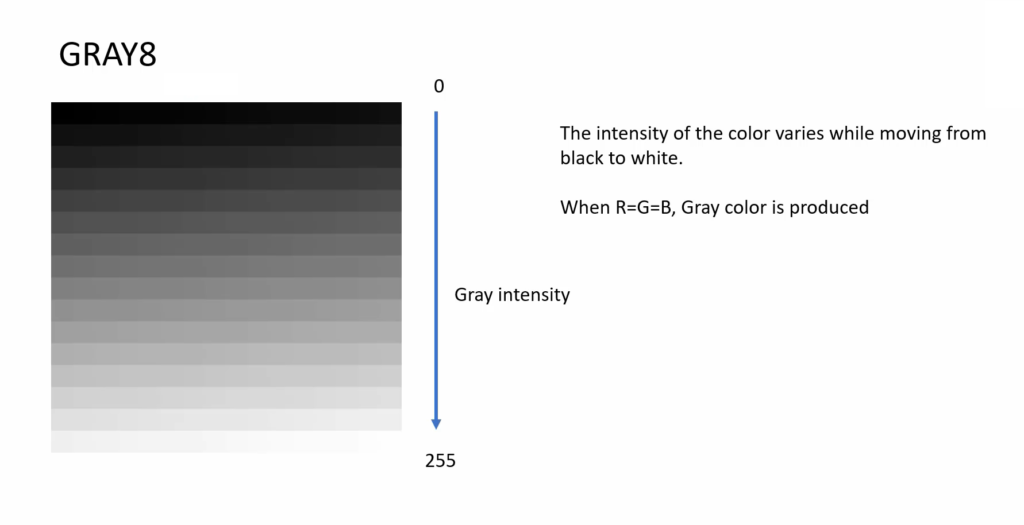 GRAY8
0
The intensity of the color varies while moving from
black to white.
When R=G=B, Gray color is produced
Gray intensity
255